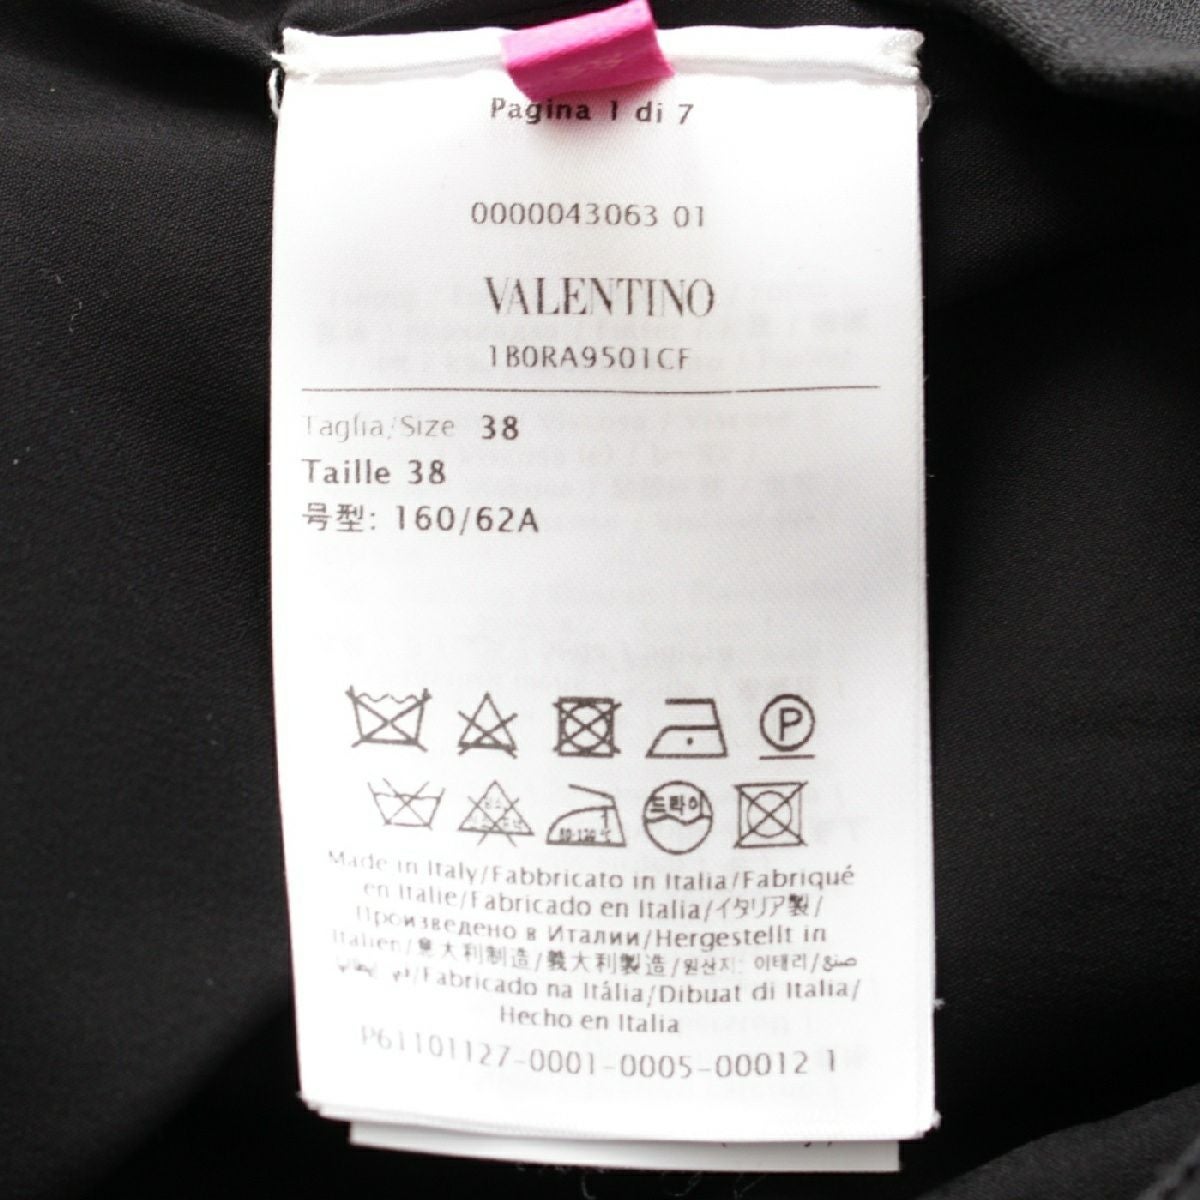 Pagina 1 di 7
0000043063 01
VALENTINO
1B0RA9501CF
Taglia/Size 38
Taille 38
号型: 160/62A
P
드라이
80-120℃
Made in Italy/Fabbricato in Italia/Fabriqué
en Italie/Fabricado en Italia/イタリア製/
Произведено в Италии/Hergestellt in
Italien/意大利制造/義大利製造/원산지: 이태리/صنع
في إيطاليا/Fabricado na Itália/Dibuat di Italia/
Hecho en Italia
P61101127-0001-0005-00012 1